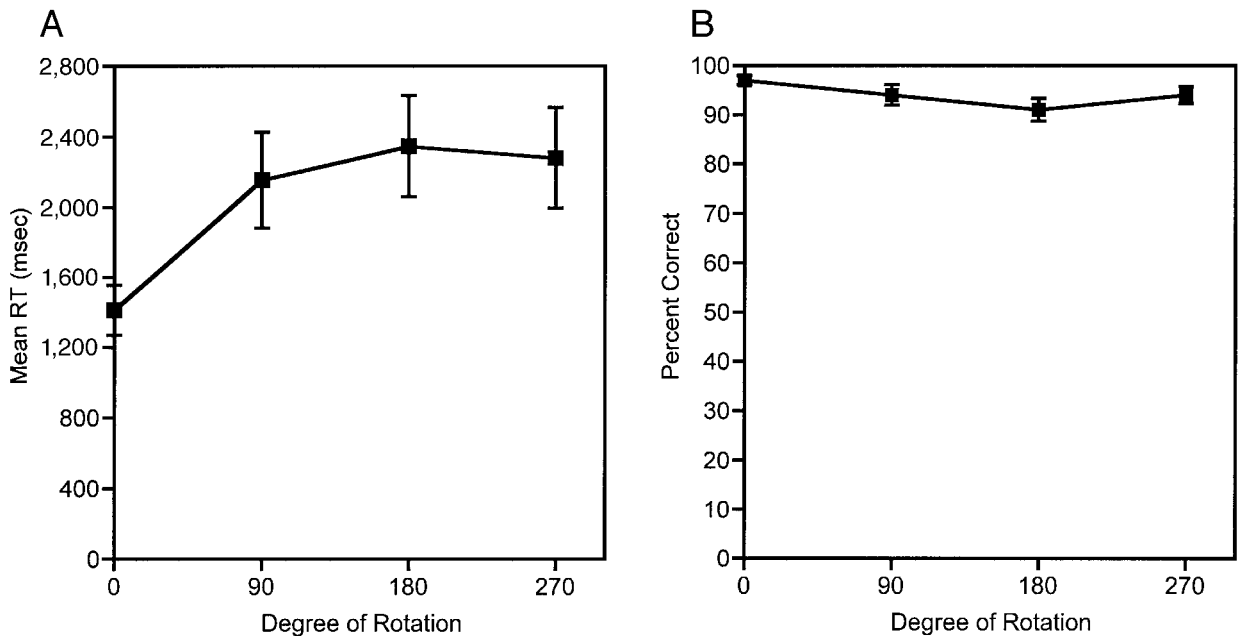 A
2,800
2,400
2,000
1,600
1,200
800
400
0
Mean RT (msec)
0 90 180 270
Degree of Rotation
B
100
90
80
70
60
50
40
30
20
10
0
Percent Correct
0 90 180 270
Degree of Rotation